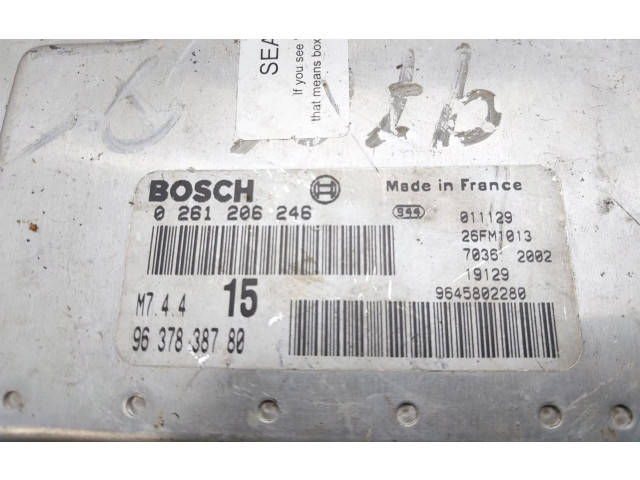 SEA
If you see
that means box
BOSCH
Made in France
0 261 206 246
944
011129
26FM1013
7036 2002
19129
9645802280
M7.4.4
15
96 378 387 80